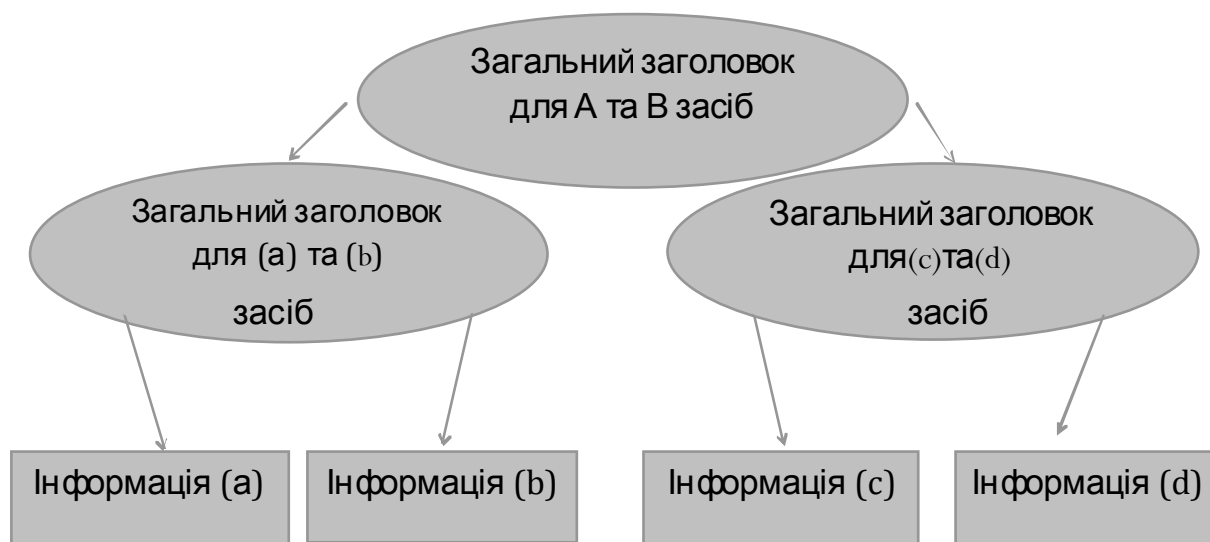 Загальний заголовок
для А та В засіб
Загальний заголовок
для (a) та (b)
засіб
Загальний заголовок
для(c)та(d)
засіб
Інформація (a)
Інформація (b)
Інформація (c)
Інформація (d)